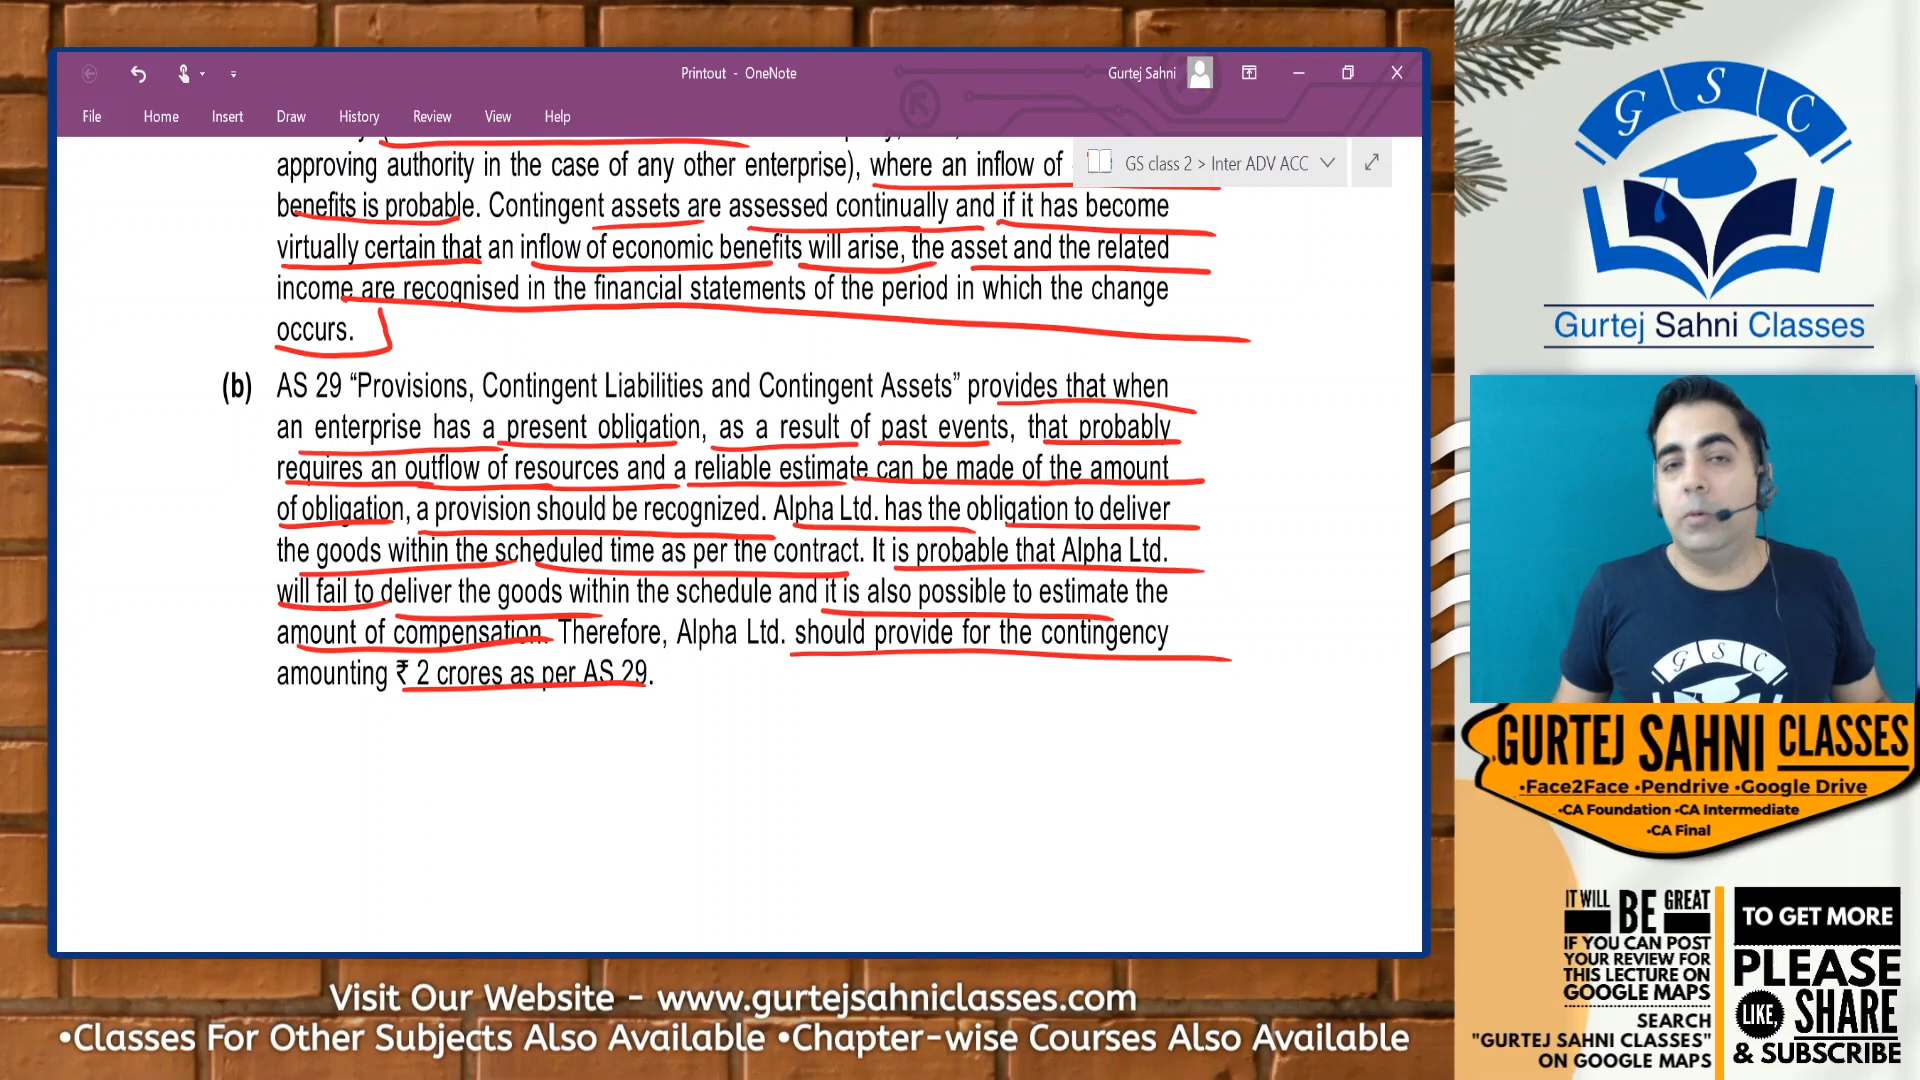 Printout - OneNote
Gurtej Sahni
File Home Insert Draw History Review View Help
GS class 2 > Inter ADV ACC
approving authority in the case of any other enterprise), where an inflow of
benefits is probable. Contingent assets are assessed continually and if it has become
virtually certain that an inflow of economic benefits will arise, the asset and the related
income are recognised in the financial statements of the period in which the change
occurs.
(b) AS 29 “Provisions, Contingent Liabilities and Contingent Assets” provides that when
an enterprise has a present obligation, as a result of past events, that probably
requires an outflow of resources and a reliable estimate can be made of the amount
of obligation, a provision should be recognized. Alpha Ltd. has the obligation to deliver
the goods within the scheduled time as per the contract. It is probable that Alpha Ltd.
will fail to deliver the goods within the schedule and it is also possible to estimate the
amount of compensation. Therefore, Alpha Ltd. should provide for the contingency
amounting ₹ 2 crores as per AS 29.
G S C
Gurtej Sahni Classes
G S C
GURTEJ SAHNI CLASSES
•Face2Face •Pendrive •Google Drive
•CA Foundation •CA Intermediate
•CA Final
IT WILL BE GREAT
IF YOU CAN POST
YOUR REVIEW FOR
THIS LECTURE ON
GOOGLE MAPS
SEARCH
"GURTEJ SAHNI CLASSES"
ON GOOGLE MAPS
TO GET MORE
PLEASE
LIKE, SHARE
& SUBSCRIBE
Visit Our Website - www.gurtejsahniclasses.com
•Classes For Other Subjects Also Available •Chapter-wise Courses Also Available